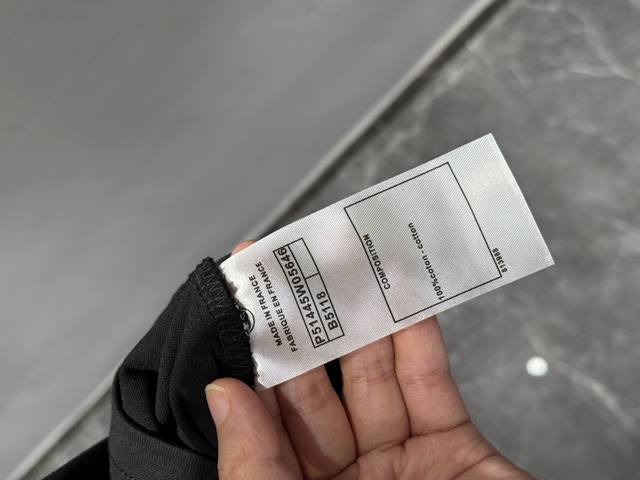 MADE IN FRANCE
FABRIQUE EN FRANCE
P51445W05646
B5118
COMPOSITION
100%coton - cotton